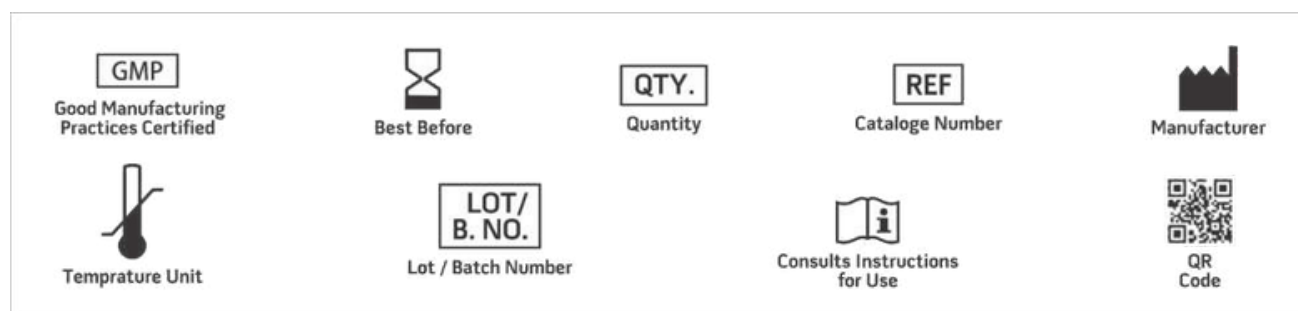 GMP
Good Manufacturing
Practices Certified
Best Before
QTY.
Quantity
REF
Cataloge Number
Manufacturer
Temprature Unit
LOT/
B. NO.
Lot / Batch Number
i
Consults Instructions
for Use
QR
Code